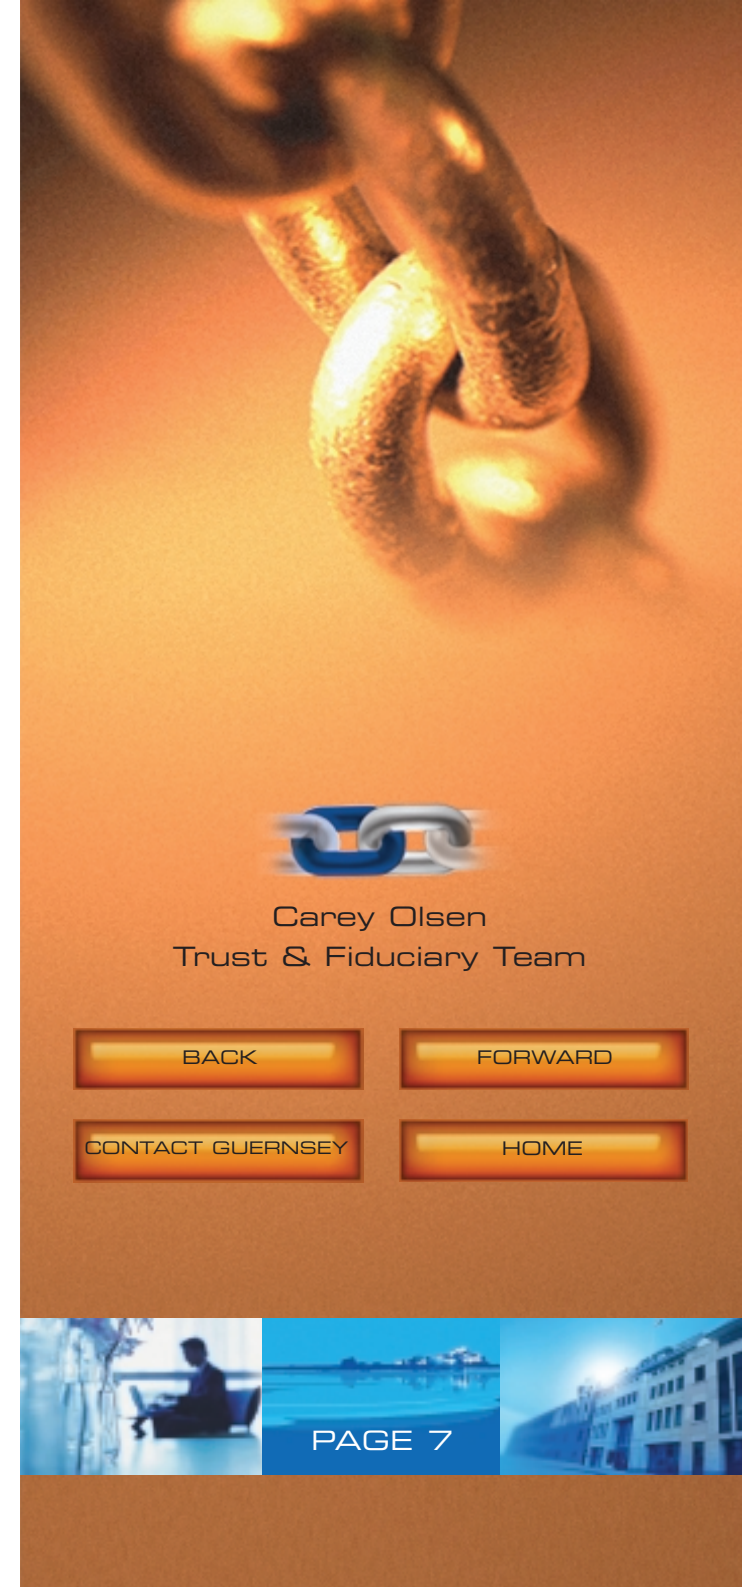 Carey Olsen
Trust & Fiduciary Team
BACK
FORWARD
CONTACT GUERNSEY
HOME
PAGE 7